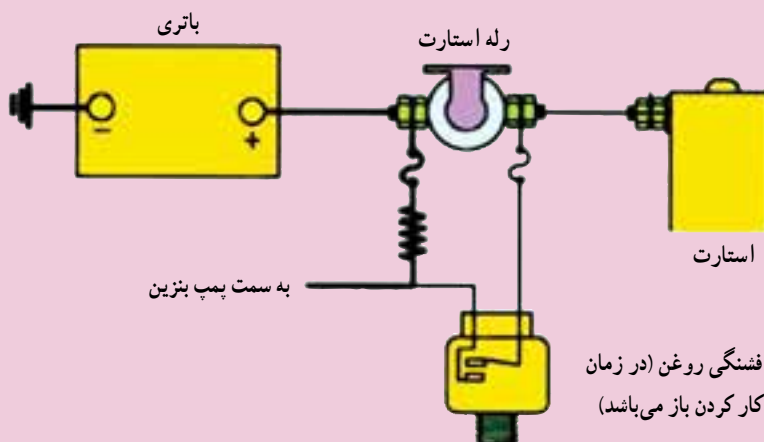 باتری
رله استارت
−
+
استارت
به سمت پمپ بنزین
فشنگی روغن (در زمان
کار کردن باز می‌باشد)